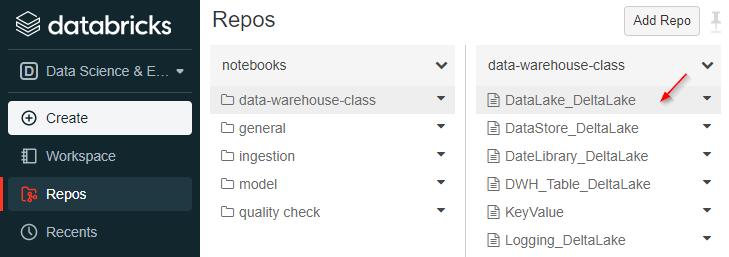 databricks
D Data Science & E...
Create
Workspace
Repos
Recents
Repos
Add Repo
notebooks
data-warehouse-class
general
ingestion
model
quality check
data-warehouse-class
DataLake_DeltaLake
DataStore_DeltaLake
DateLibrary_DeltaLake
DWH_Table_DeltaLake
KeyValue
Logging_DeltaLake